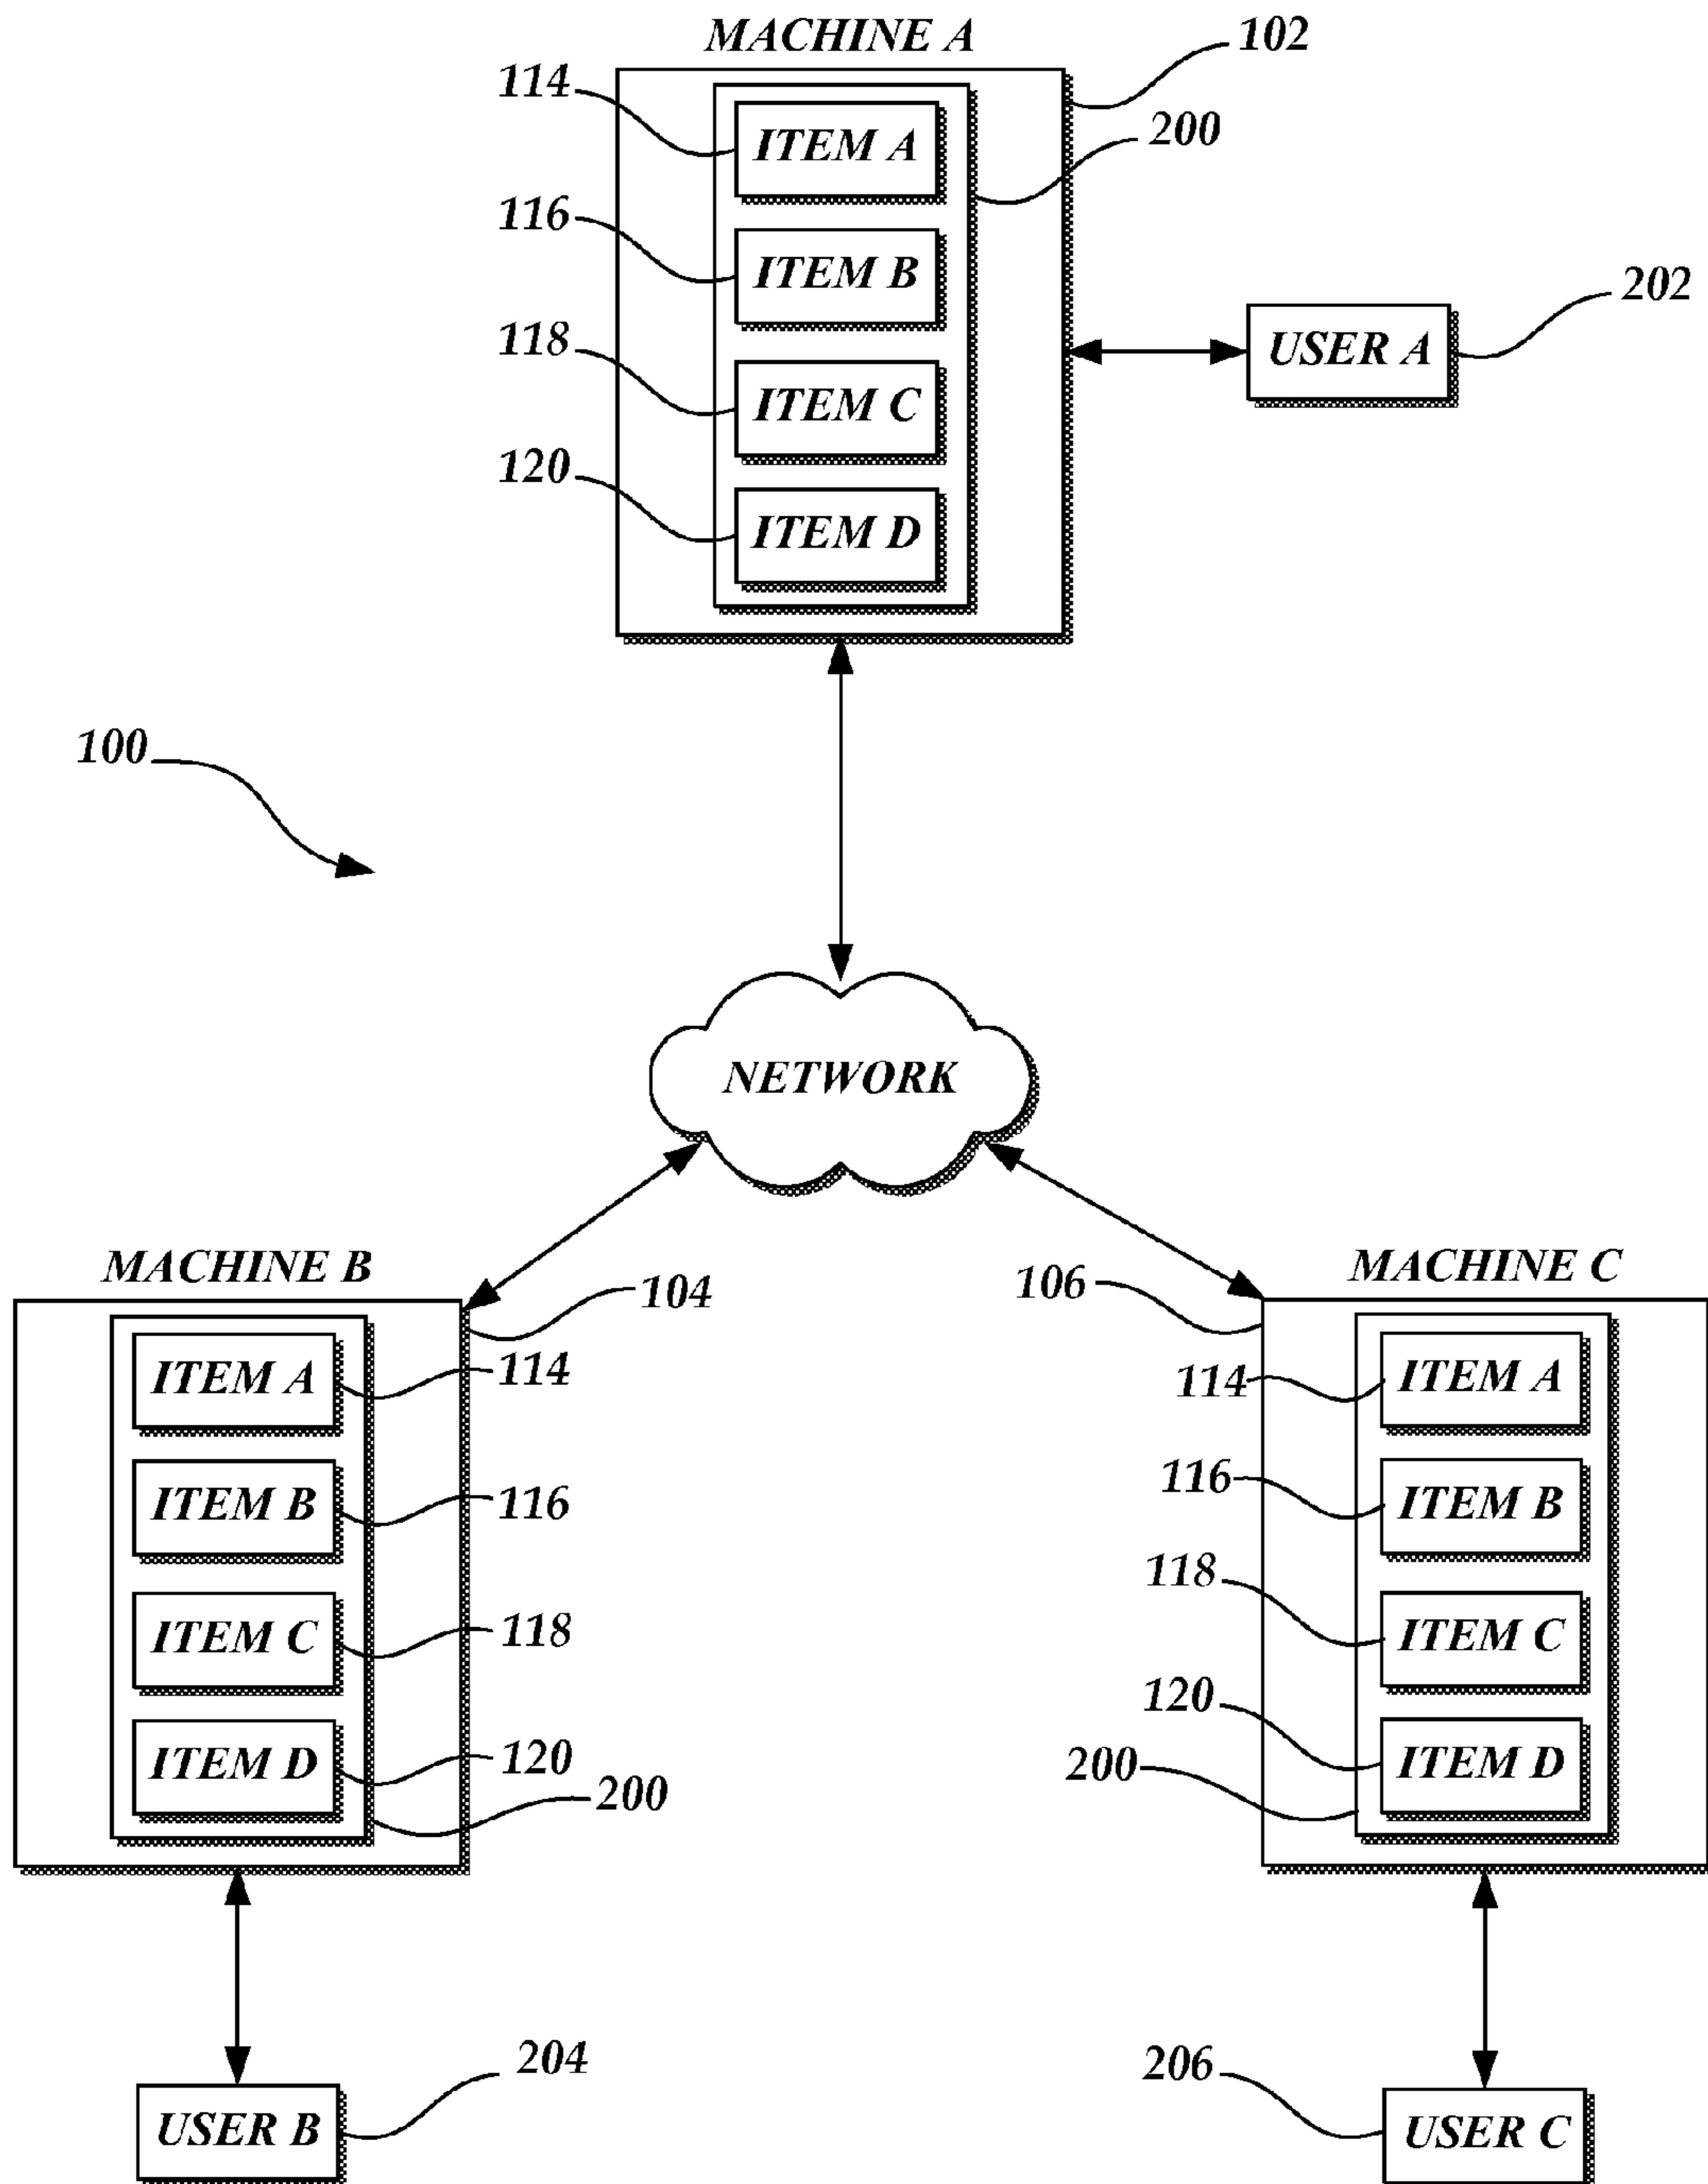 MACHINE A
102
114
ITEM A
200
116
ITEM B
202
118
ITEM C
USER A
120
ITEM D
100
NETWORK
MACHINE B
104
ITEM A
114
ITEM B
116
ITEM C
118
ITEM D
120
200
204
USER B
MACHINE C
106
114
ITEM A
116
ITEM B
118
ITEM C
120
ITEM D
200
206
USER C